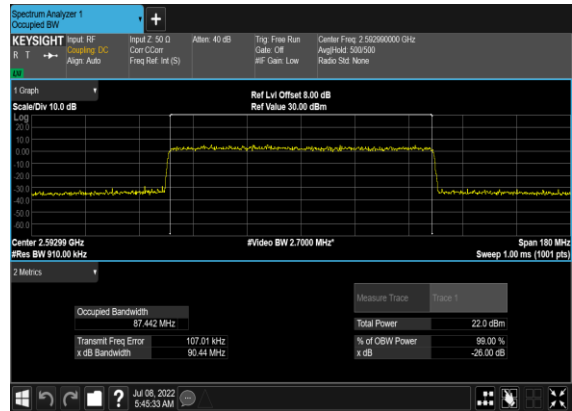 Spectrum Analyzer 1
Occupied BW
+
KEYSIGHT Input: RF Input Z: 50 Ω Atten: 40 dB Trig: Free Run Center Freq: 2.592990000 GHz
R T Coupling: DC Corr CCorr Gate: Off Avg|Hold: 500/500
Align: Auto Freq Ref: Int (S) #IF Gain: Low Radio Std: None
LW
1 Graph
Ref Lvl Offset 8.00 dB
Scale/Div 10.0 dB Ref Value 30.00 dBm
Log
20.0
10.0
0.00
-10.0
-20.0
-30.0
-40.0
-50.0
-60.0
Center 2.59299 GHz #Video BW 2.7000 MHz* Span 180 MHz
#Res BW 910.00 kHz Sweep 1.00 ms (1001 pts)
2 Metrics
Measure Trace Trace 1
Occupied Bandwidth
87.442 MHz Total Power 22.0 dBm
Transmit Freq Error 107.01 kHz % of OBW Power 99.00 %
x dB Bandwidth 90.44 MHz x dB -26.00 dB
?
Jul 08, 2022
5:45:33 AM